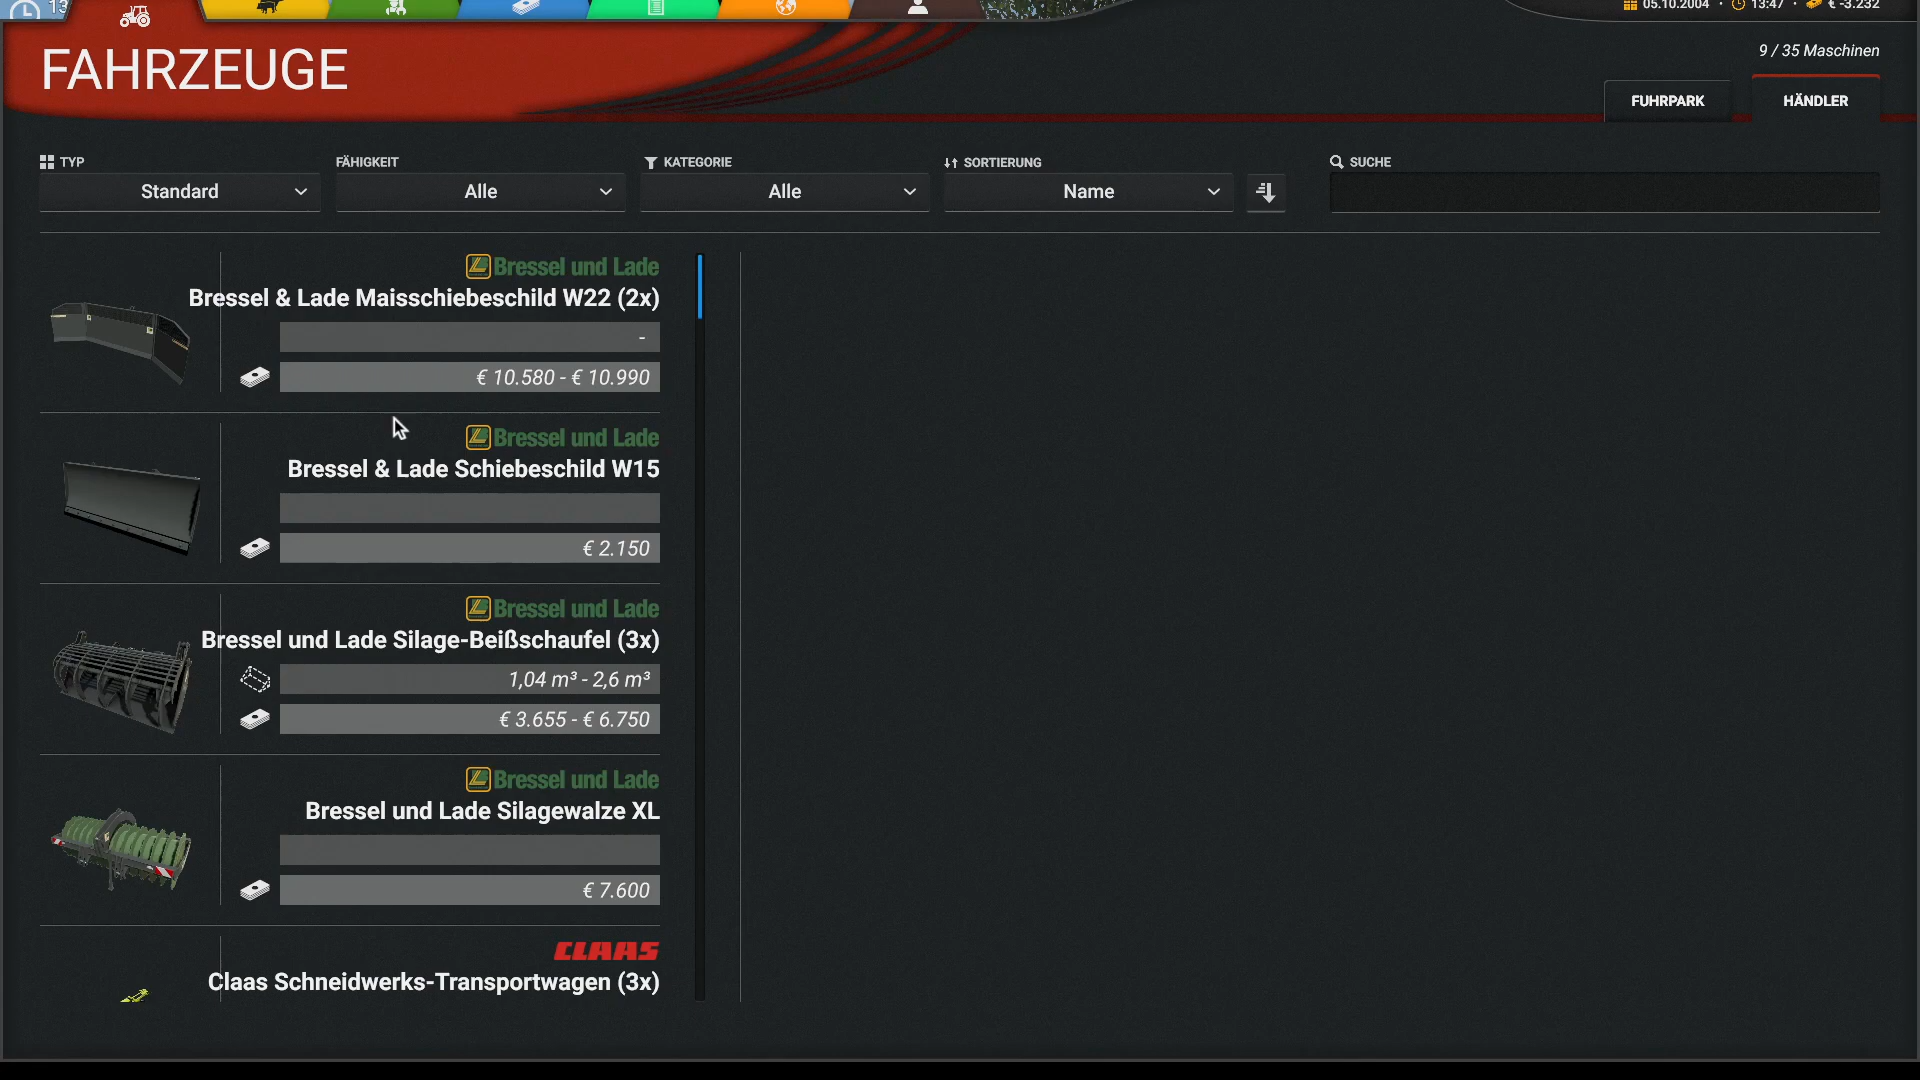 13
05.10.2004 · 13:47 · € -3.232
FAHRZEUGE
9 / 35 Maschinen
FUHRPARK
HÄNDLER
TYP
FÄHIGKEIT
KATEGORIE
SORTIERUNG
SUCHE
Standard
Alle
Alle
Name
Bressel und Lade
Bressel & Lade Maisschiebeschild W22 (2x)
-
€ 10.580 - € 10.990
Bressel und Lade
Bressel & Lade Schiebeschild W15
€ 2.150
Bressel und Lade
Bressel und Lade Silage-Beißschaufel (3x)
1,04 m³ - 2,6 m³
€ 3.655 - € 6.750
Bressel und Lade
Bressel und Lade Silagewalze XL
€ 7.600
CLAAS
Claas Schneidwerks-Transportwagen (3x)